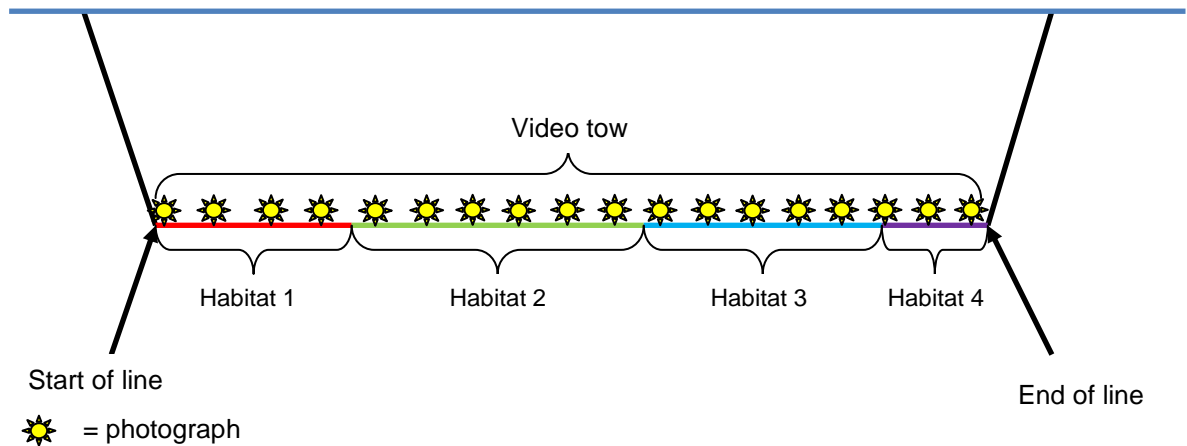 Video tow
Habitat 1
Habitat 2
Habitat 3
Habitat 4
Start of line
End of line
= photograph